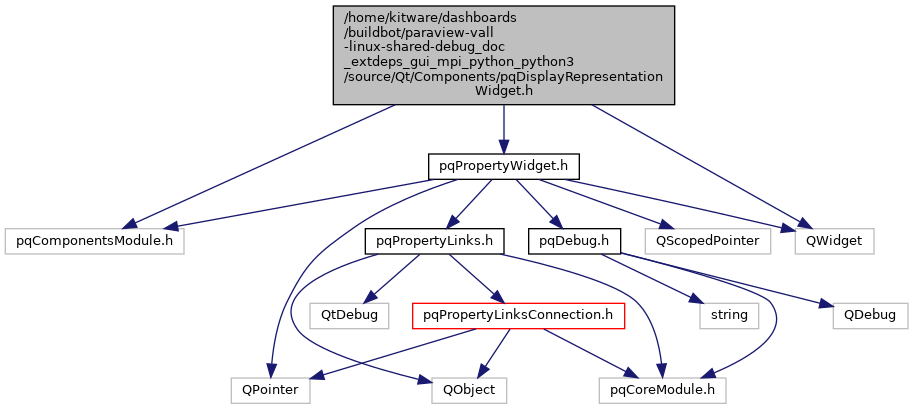 /home/kitware/dashboards
/buildbot/paraview-vall
-linux-shared-debug_doc
_extdeps_gui_mpi_python_python3
/source/Qt/Components/pqDisplayRepresentation
Widget.h
pqPropertyWidget.h
pqComponentsModule.h
pqPropertyLinks.h
pqDebug.h
QScopedPointer
QWidget
QtDebug
pqPropertyLinksConnection.h
string
QDebug
QPointer
QObject
pqCoreModule.h